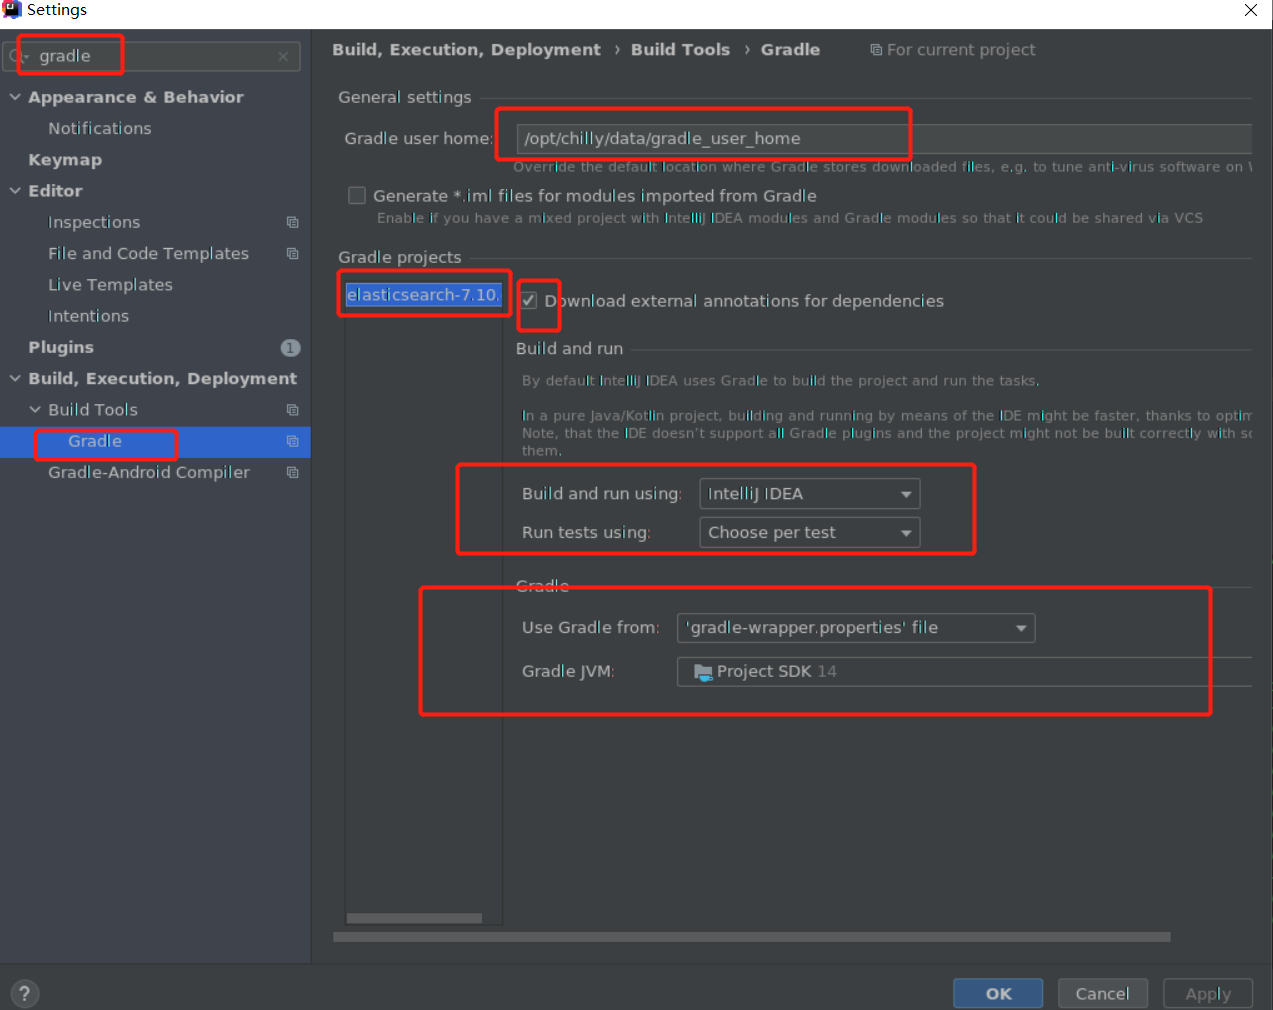 Settings
gradle
Build, Execution, Deployment › Build Tools › Gradle For current project
Appearance & Behavior
Notifications
Keymap
Editor
Inspections
File and Code Templates
Live Templates
Intentions
Plugins 1
Build, Execution, Deployment
Build Tools
Gradle
Gradle-Android Compiler
General settings
Gradle user home: /opt/chilly/data/gradle_user_home
Override the default location where Gradle stores downloaded files, e.g. to tune anti-virus software on
Generate *.iml files for modules imported from Gradle
Enable if you have a mixed project with IntelliJ IDEA modules and Gradle modules so that it could be shared via VCS
Gradle projects
elasticsearch-7.10.
Download external annotations for dependencies
Build and run
By default IntelliJ IDEA uses Gradle to build the project and run the tasks.
In a pure Java/Kotlin project, building and running by means of the IDE might be faster, thanks to
Note, that the IDE doesn't support all Gradle plugins and the project might not be built correctly with
them.
Build and run using: IntelliJ IDEA
Run tests using: Choose per test
Gradle
Use Gradle from: 'gradle-wrapper.properties' file
Gradle JVM: Project SDK 14
?
OK Cancel Apply